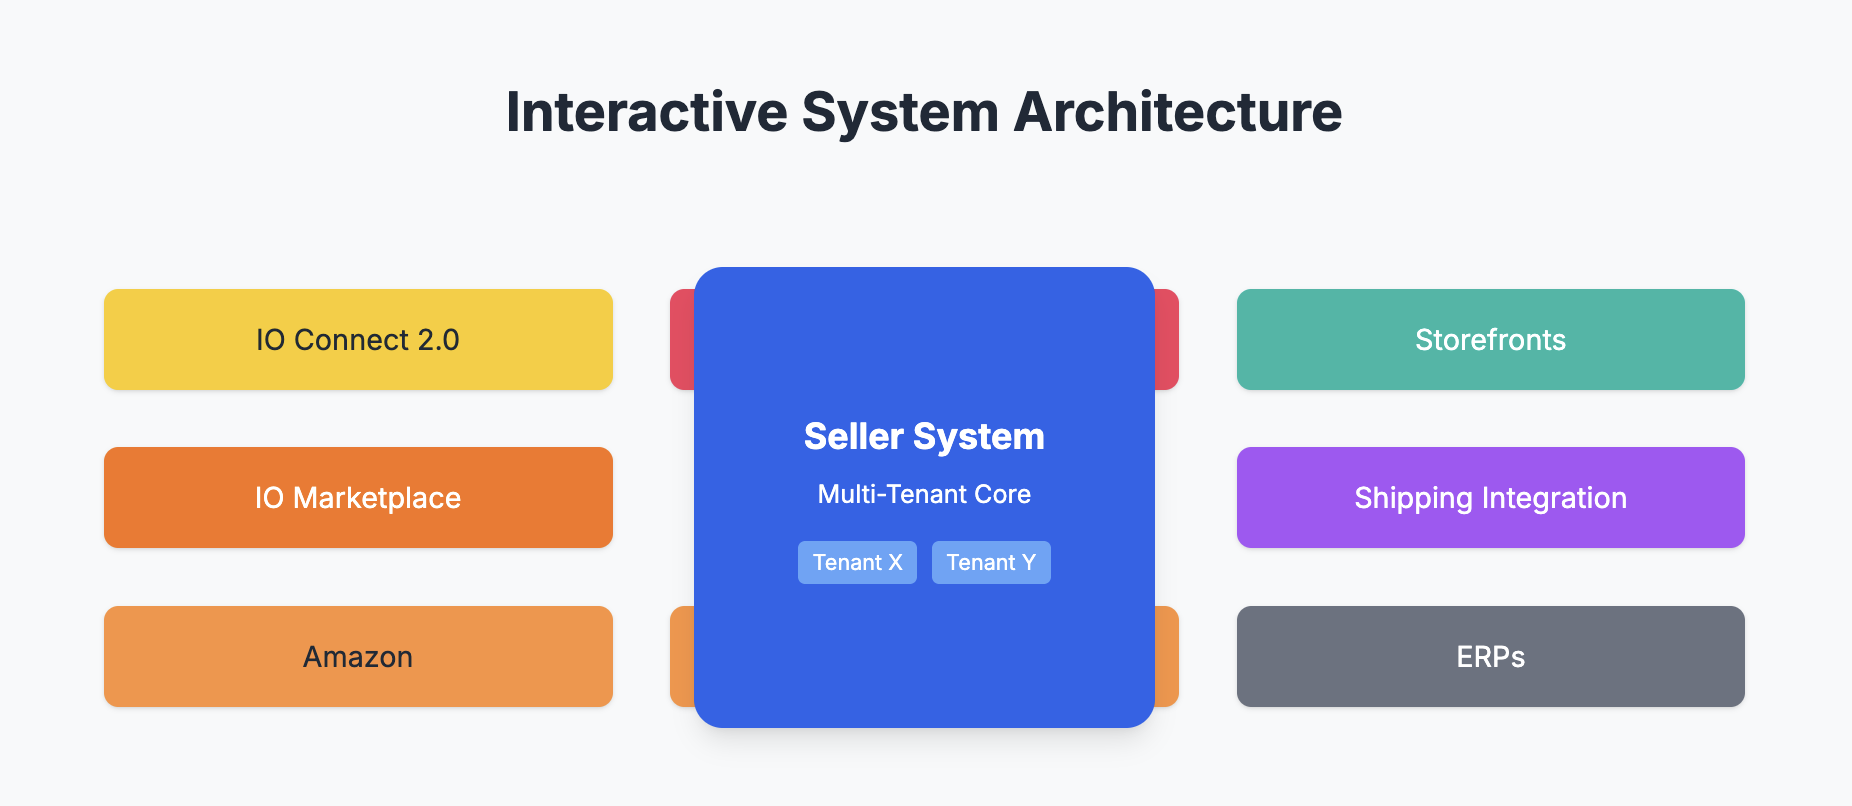 Interactive System Architecture
IO Connect 2.0
Storefronts
Seller System
Multi-Tenant Core
IO Marketplace
Shipping Integration
Tenant X
Tenant Y
Amazon
ERPs